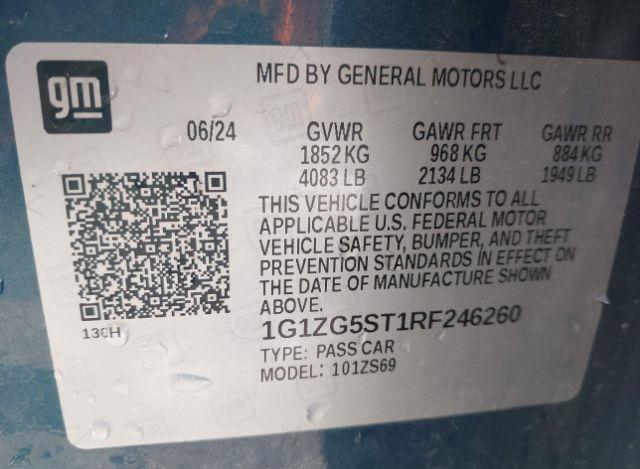 gm
MFD BY GENERAL MOTORS LLC
06/24 GVWR GAWR FRT GAWR RR
1852 KG 968 KG 884 KG
4083 LB 2134 LB 1949 LB
THIS VEHICLE CONFORMS TO ALL
APPLICABLE U.S. FEDERAL MOTOR
VEHICLE SAFETY, BUMPER, AND THEFT
PREVENTION STANDARDS IN EFFECT ON
THE DATE OF MANUFACTURE SHOWN
ABOVE.
136H
1G1ZG5ST1RF246260
TYPE: PASS CAR
MODEL: 101ZS69